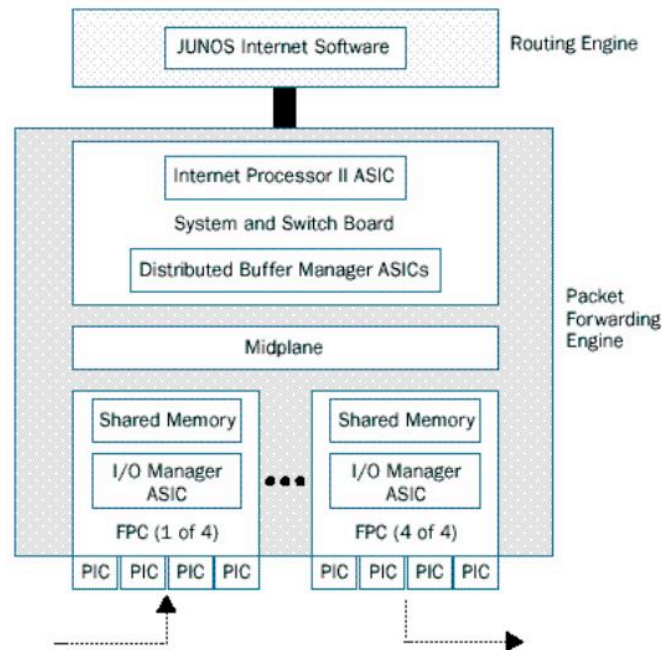 JUNOS Internet Software
Routing Engine
Internet Processor II ASIC
System and Switch Board
Distributed Buffer Manager ASICs
Packet
Forwarding
Engine
Midplane
Shared Memory
I/O Manager
ASIC
FPC (1 of 4)
PIC PIC PIC PIC
Shared Memory
I/O Manager
ASIC
FPC (4 of 4)
PIC PIC PIC PIC